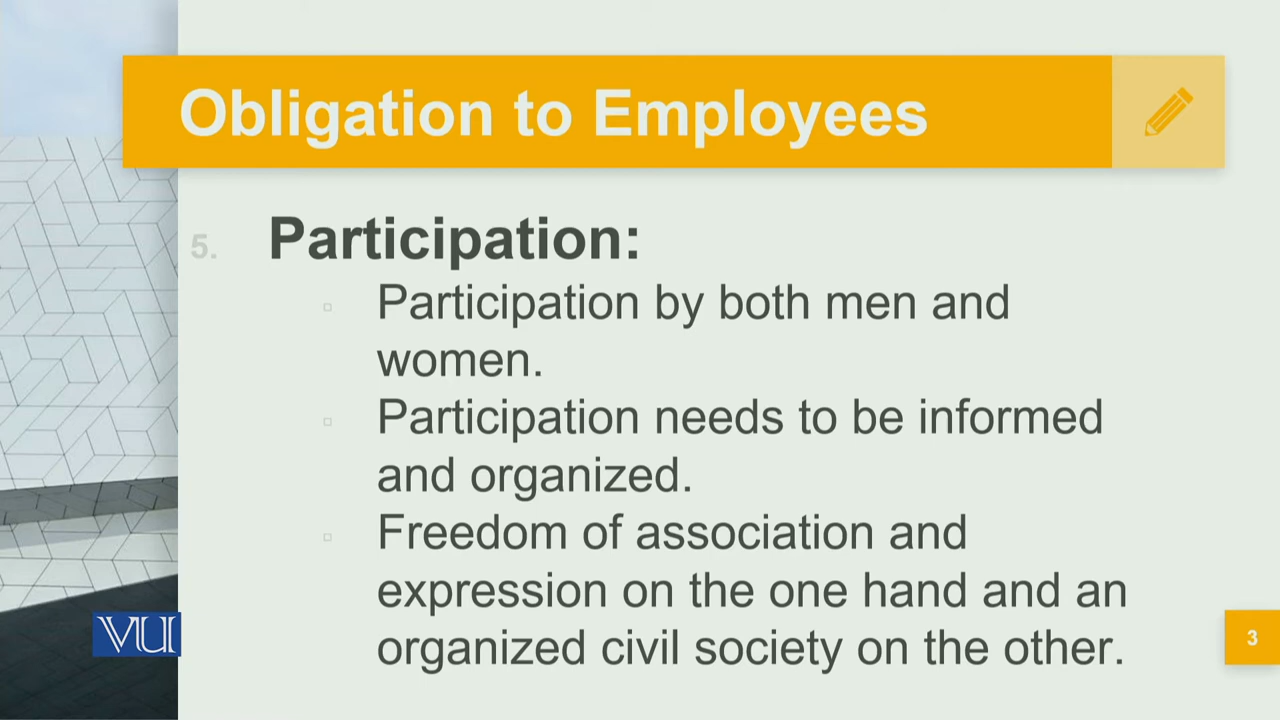 Obligation to Employees
5. Participation:
Participation by both men and
women.
Participation needs to be informed
and organized.
Freedom of association and
expression on the one hand and an
organized civil society on the other.
VU
3